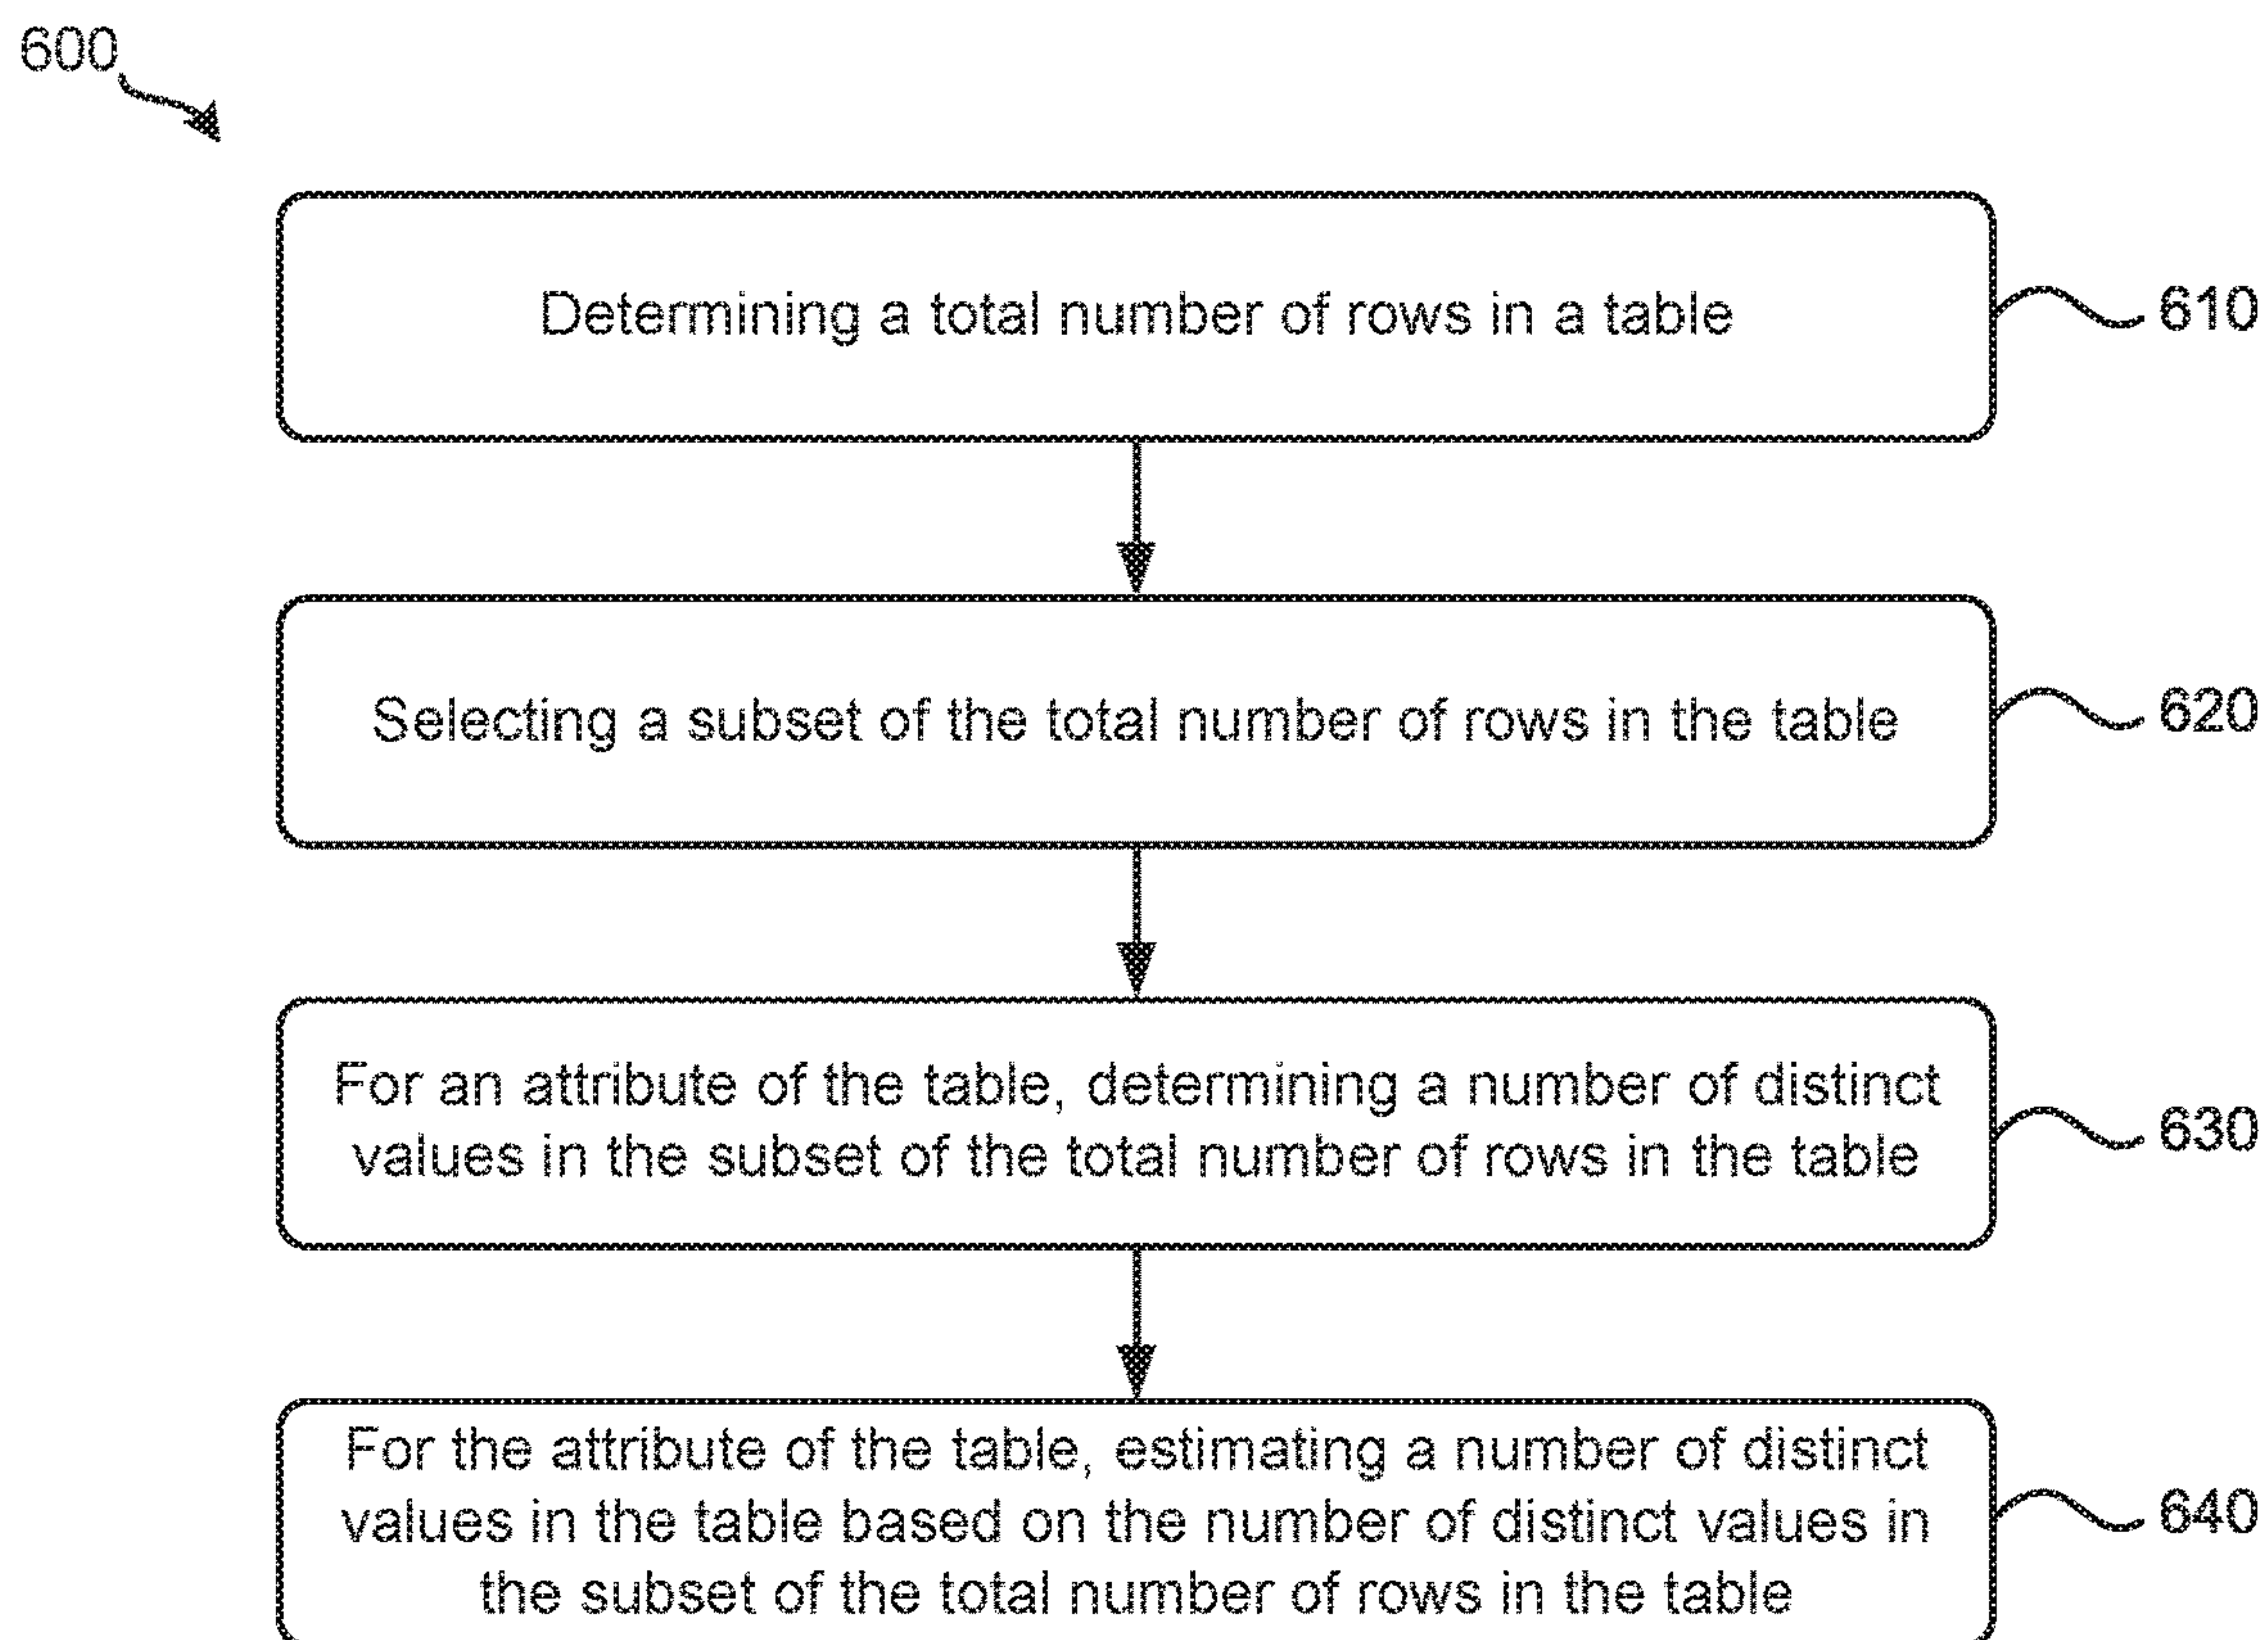 600
Determining a total number of rows in a table
610
Selecting a subset of the total number of rows in the table
620
For an attribute of the table, determining a number of distinct
values in the subset of the total number of rows in the table
630
For the attribute of the table, estimating a number of distinct
values in the table based on the number of distinct values in
the subset of the total number of rows in the table
640